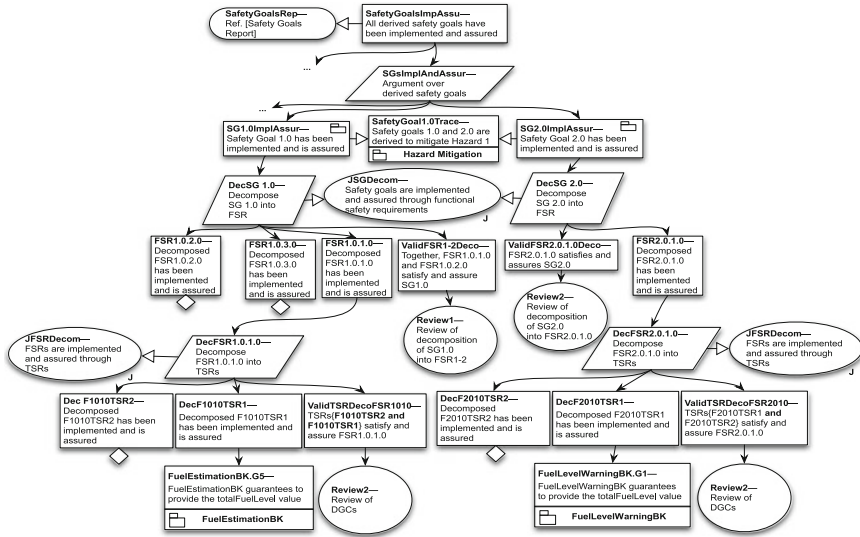 SafetyGoalsRep—
Ref. [Safety Goals
Report]
SafetyGoalsImpAssu—
All derived safety goals have
been implemented and assured
...
SGsImplAndAssur—
Argument over
derived safety goals
...
SG1.0ImplAssur—
Safety Goal 1.0 has been
implemented and is assured
SafetyGoal1.0Trace—
Safety goals 1.0 and 2.0 are
derived to mitigate Hazard 1
Hazard Mitigation
SG2.0ImplAssur—
Safety Goal 2.0 has been
implemented and is assured
DecSG 1.0—
Decompose
SG 1.0 into
FSR
JSGDecom—
Safety goals are implemented
and assured through functional
safety requirements
J
DecSG 2.0—
Decompose
SG 2.0 into
FSR
FSR1.0.2.0—
Decomposed
FSR1.0.2.0
has been
implemented
and is assured
FSR1.0.3.0—
Decomposed
FSR1.0.3.0
has been
implemented
and is assured
FSR1.0.1.0—
Decomposed
FSR1.0.1.0
has been
implemented
and is assured
ValidFSR1-2Deco—
Together, FSR1.0.1.0
and FSR1.0.2.0
satisfy and assure
SG1.0
ValidFSR2.0.1.0Deco—
FSR2.0.1.0 satisfies and
assures SG2.0
FSR2.0.1.0—
Decomposed
FSR2.0.1.0
has been
implemented
and is assured
Review1—
Review of
decomposition
of SG1.0
into FSR1-2
Review2—
Review of
decomposition
of SG2.0
into FSR2.0.1.0
JFSRDecom—
FSRs are implemented
and assured through
TSRs
J
DecFSR1.0.1.0—
Decompose
FSR1.0.1.0 into
TSRs
DecFSR2.0.1.0—
Decompose
FSR2.0.1.0 into
TSRs
JFSRDecom—
FSRs are implemented
and assured through
TSRs
J
Dec F1010TSR2—
Decomposed
F1010TSR2 has been
implemented and is
assured
DecF1010TSR1—
Decomposed F1010TSR1
has been implemented and is
assured
ValidTSRDecoFSR1010—
TSRs{F1010TSR2 and
F1010TSR1} satisfy and
assure FSR1.0.1.0
DecF2010TSR2—
Decomposed
F2010TSR2 has been
implemented and is
assured
DecF2010TSR1—
Decomposed F2010TSR1
has been implemented and is
assured
ValidTSRDecoFSR2010—
TSRs{F2010TSR1 and
F2010TSR2} satisfy and
assure FSR2.0.1.0
FuelEstimationBK.G5—
FuelEstimationBK guarantees to
provide the totalFuelLevel value
FuelEstimationBK
Review2—
Review of
DGCs
FuelLevelWarningBK.G1—
FuelLevelWarningBK guarantees
to provide the totalFuelLevel value
FuelLevelWarningBK
Review2—
Review of
DGCs